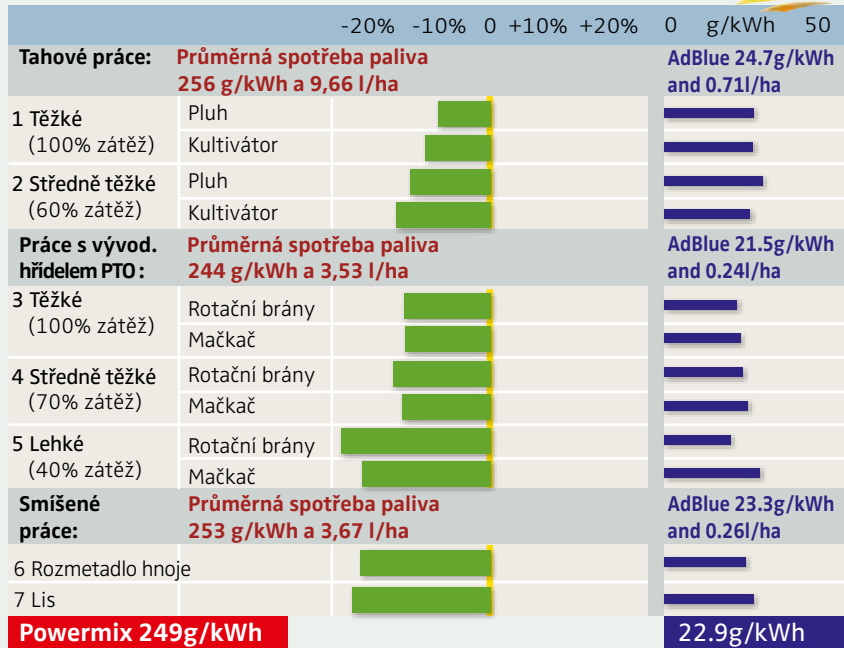 -20% -10% 0 +10% +20% 0 g/kWh 50
Tahové práce: Průměrná spotřeba paliva AdBlue 24.7g/kWh
256 g/kWh a 9,66 l/ha and 0.71l/ha
1 Těžké Pluh
(100% zátěž) Kultivátor
2 Středně těžké Pluh
(60% zátěž) Kultivátor
Práce s vývod. Průměrná spotřeba paliva AdBlue 21.5g/kWh
hřídelem PTO: 244 g/kWh a 3,53 l/ha and 0.24l/ha
3 Těžké Rotační brány
(100% zátěž) Mačkač
4 Středně těžké Rotační brány
(70% zátěž) Mačkač
5 Lehké Rotační brány
(40% zátěž) Mačkač
Smíšené Průměrná spotřeba paliva AdBlue 23.3g/kWh
práce: 253 g/kWh a 3,67 l/ha and 0.26l/ha
6 Rozmetadlo hnoje
7 Lis
Powermix 249g/kWh 22.9g/kWh